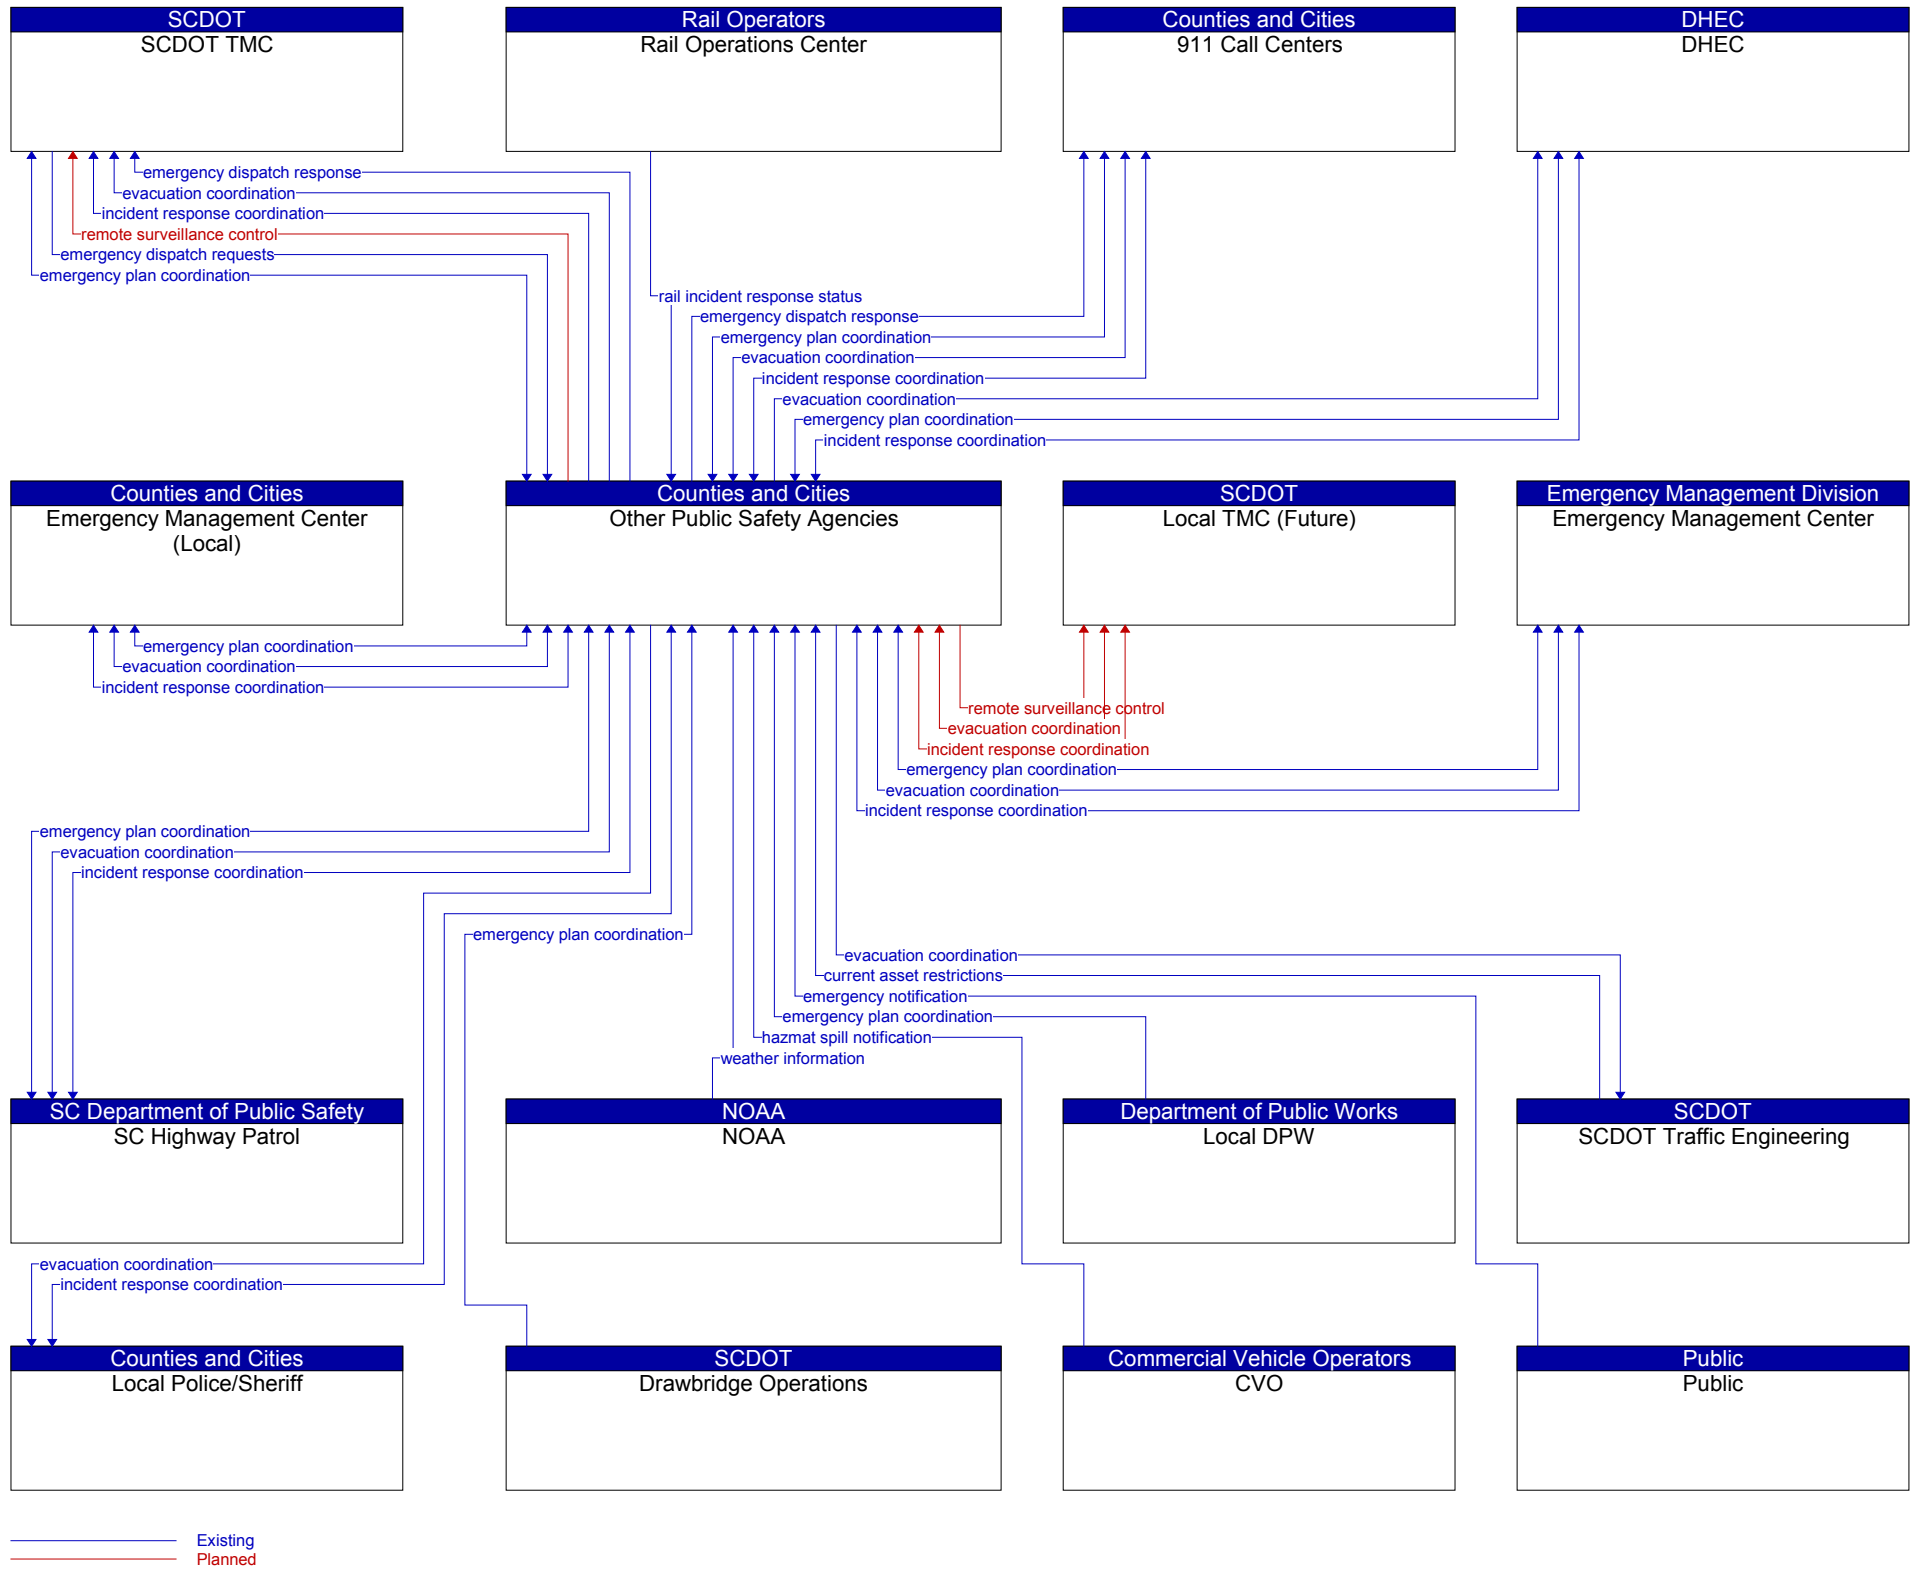 SCDOT
SCDOT TMC
Rail Operators
Rail Operations Center
Counties and Cities
911 Call Centers
DHEC
DHEC
emergency dispatch response
evacuation coordination
incident response coordination
remote surveillance control
emergency dispatch requests
emergency plan coordination
rail incident response status
emergency dispatch response
emergency plan coordination
evacuation coordination
incident response coordination
evacuation coordination
emergency plan coordination
incident response coordination
Counties and Cities
Emergency Management Center
(Local)
Counties and Cities
Other Public Safety Agencies
SCDOT
Local TMC (Future)
Emergency Management Division
Emergency Management Center
emergency plan coordination
evacuation coordination
incident response coordination
remote surveillance control
evacuation coordination
incident response coordination
emergency plan coordination
evacuation coordination
incident response coordination
emergency plan coordination
evacuation coordination
incident response coordination
emergency plan coordination
evacuation coordination
current asset restrictions
emergency notification
emergency plan coordination
hazmat spill notification
weather information
SC Department of Public Safety
SC Highway Patrol
NOAA
NOAA
Department of Public Works
Local DPW
SCDOT
SCDOT Traffic Engineering
evacuation coordination
incident response coordination
Counties and Cities
Local Police/Sheriff
SCDOT
Drawbridge Operations
Commercial Vehicle Operators
CVO
Public
Public
Existing
Planned